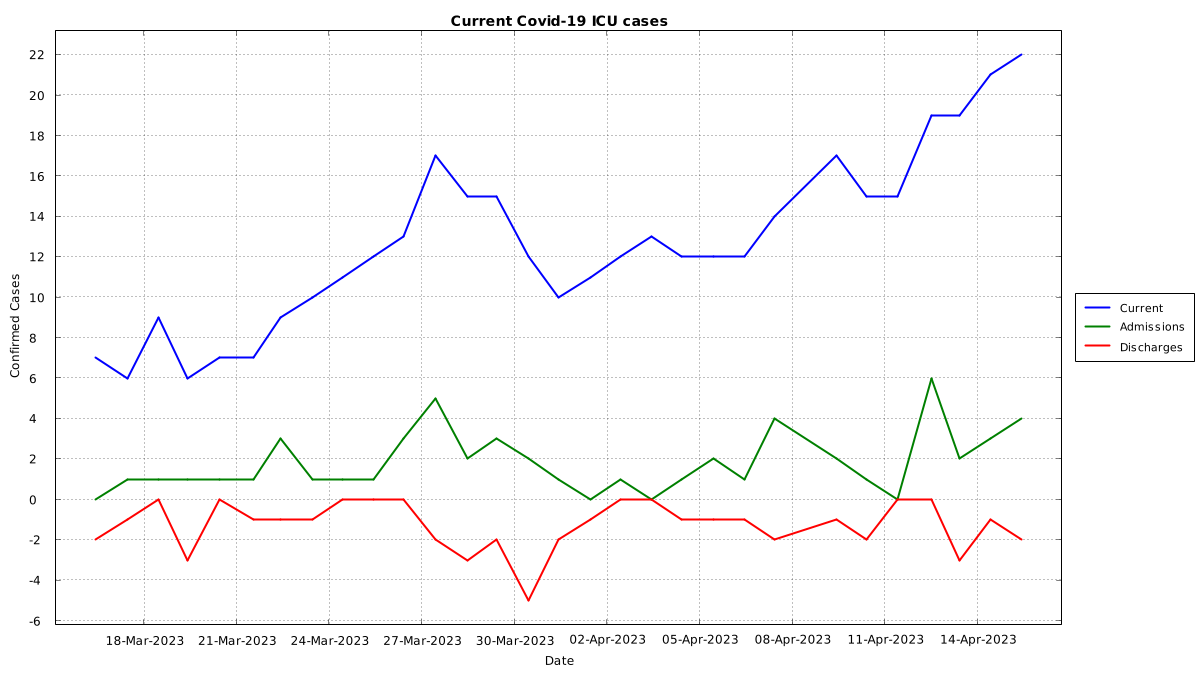 Current Covid-19 ICU cases
22
20
18
16
14
12
10
8
6
4
2
0
-2
-4
-6
Confirmed Cases
18-Mar-2023 21-Mar-2023 24-Mar-2023 27-Mar-2023 30-Mar-2023 02-Apr-2023 05-Apr-2023 08-Apr-2023 11-Apr-2023 14-Apr-2023
Date
Current
Admissions
Discharges